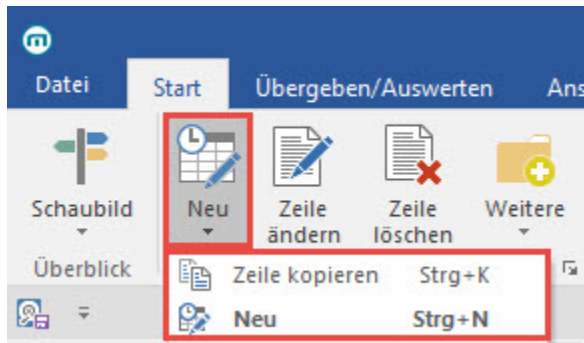 Datei Start Übergeben/Auswerten Ans
Schaubild Neu Zeile ändern Zeile löschen Weitere
Überblick
Zeile kopieren Strg+K
Neu Strg+N